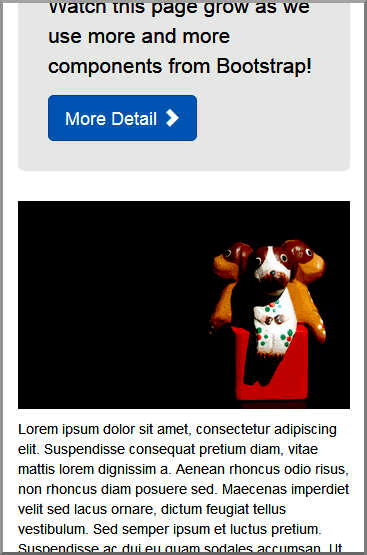 Watch this page grow as we
use more and more
components from Bootstrap!
More Detail
Lorem ipsum dolor sit amet, consectetur adipiscing
elit. Suspendisse consequat pretium diam, vitae
mattis lorem dignissim a. Aenean rhoncus odio risus,
non rhoncus diam posuere sed. Maecenas imperdiet
velit sed lacus ornare, dictum feugiat tellus
vestibulum. Sed semper ipsum et luctus pretium.
Suspendisse ac dui eu quam sodales accumsan. Ut